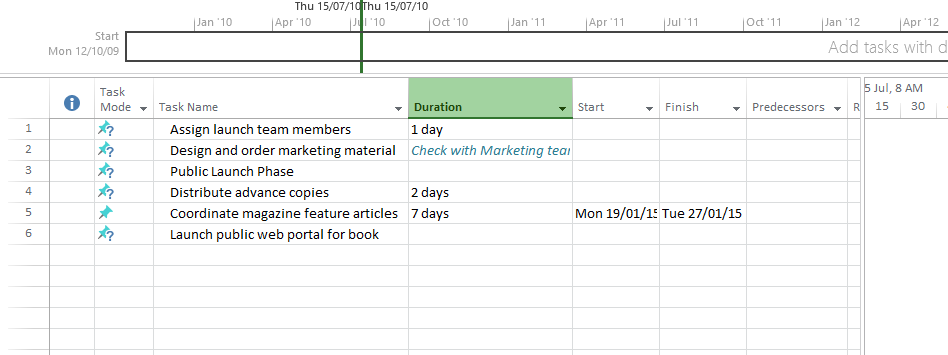 Thu 15/07/10Thu 15/07/10
Jan '10 Apr '10 Jul '10 Oct '10 Jan '11 Apr '11 Jul '11 Oct '11 Jan '12 Apr '12
Start
Mon 12/10/09
Add tasks with d
5 Jul, 8 AM
Task Mode Task Name Duration Start Finish Predecessors R 15 30
1 Assign launch team members 1 day
2 Design and order marketing material Check with Marketing tear
3 Public Launch Phase
4 Distribute advance copies 2 days
5 Coordinate magazine feature articles 7 days Mon 19/01/15 Tue 27/01/15
6 Launch public web portal for book